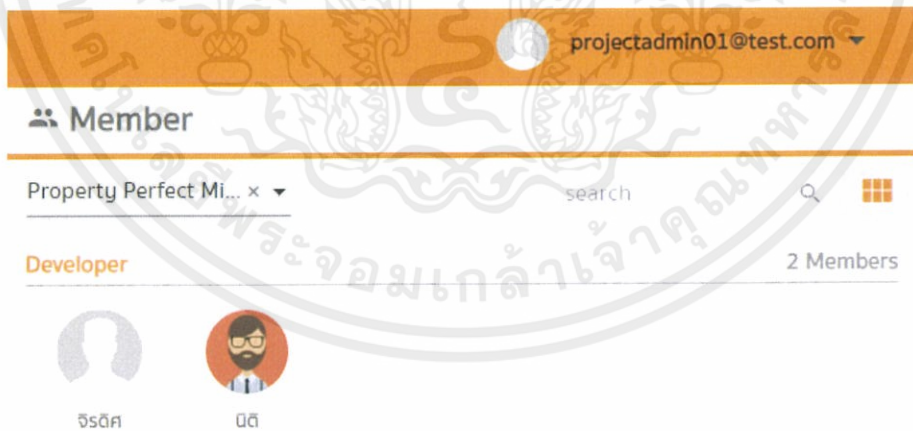 projectadmin01@test.com
Member
Property Perfect Mi... ×
search
Developer
2 Members
จิรดิศ
นิติ